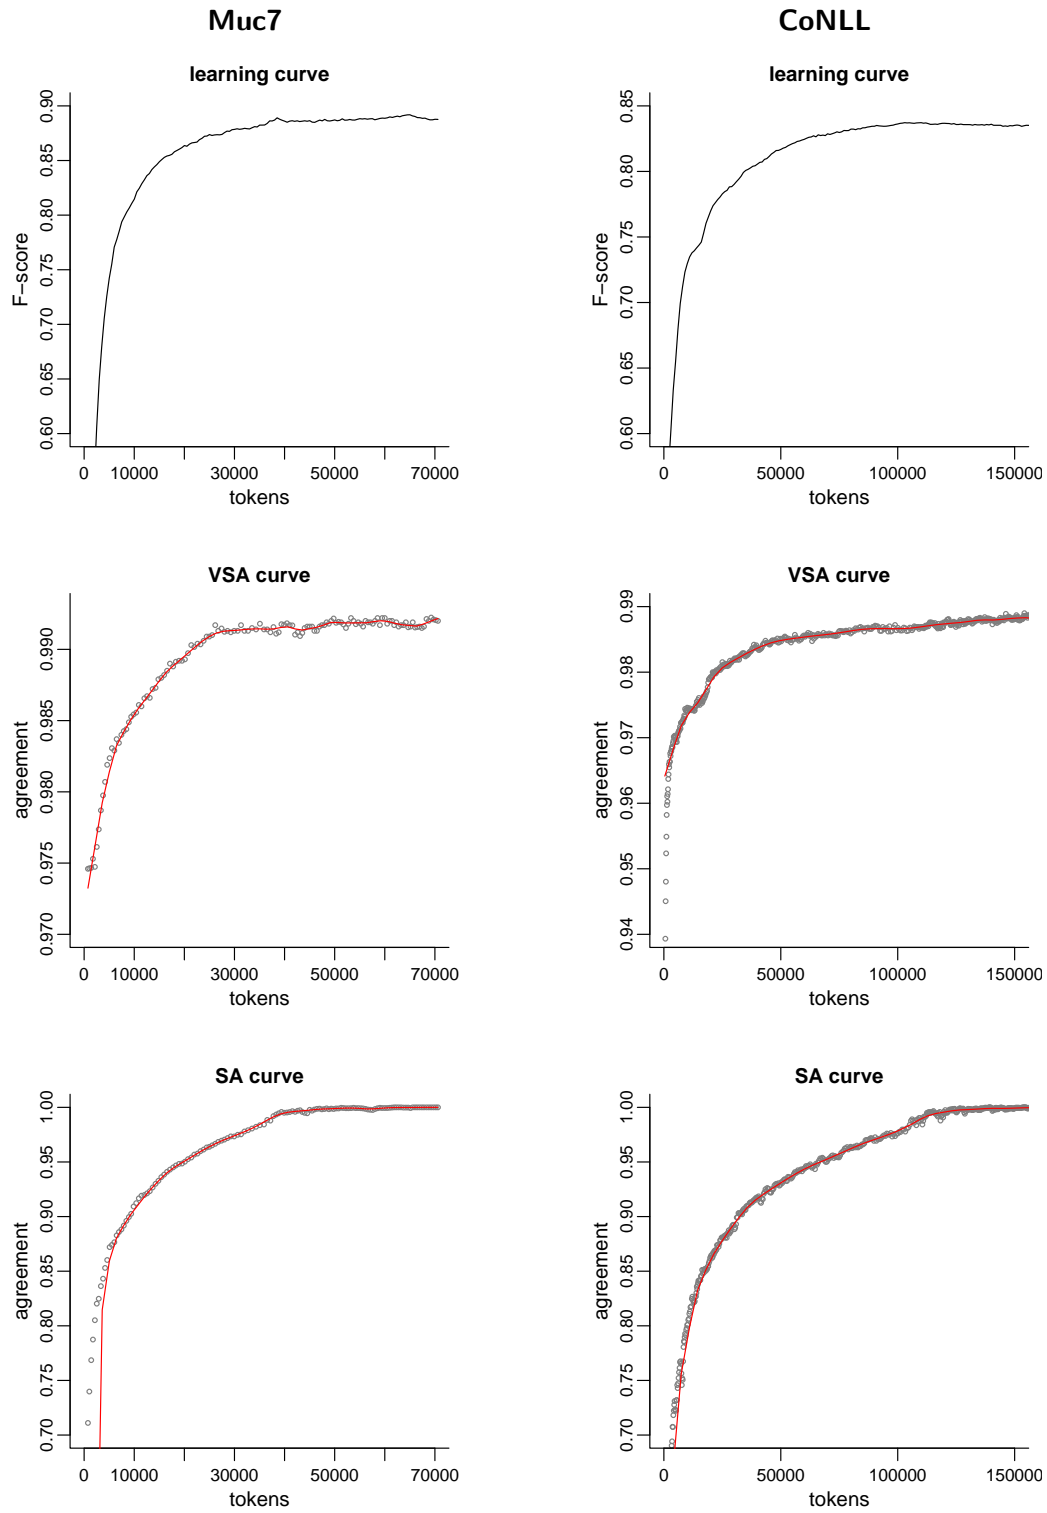 Muc7 CoNLL
learning curve
F−score
0.60 0.65 0.70 0.75 0.80 0.85 0.90
0 10000 30000 50000 70000
tokens
learning curve
F−score
0.60 0.65 0.70 0.75 0.80 0.85
0 50000 100000 150000
tokens
VSA curve
agreement
0.970 0.975 0.980 0.985 0.990
0 10000 30000 50000 70000
tokens
VSA curve
agreement
0.94 0.95 0.96 0.97 0.98 0.99
0 50000 100000 150000
tokens
SA curve
agreement
0.70 0.75 0.80 0.85 0.90 0.95 1.00
0 10000 30000 50000 70000
tokens
SA curve
agreement
0.70 0.75 0.80 0.85 0.90 0.95 1.00
0 50000 100000 150000
tokens